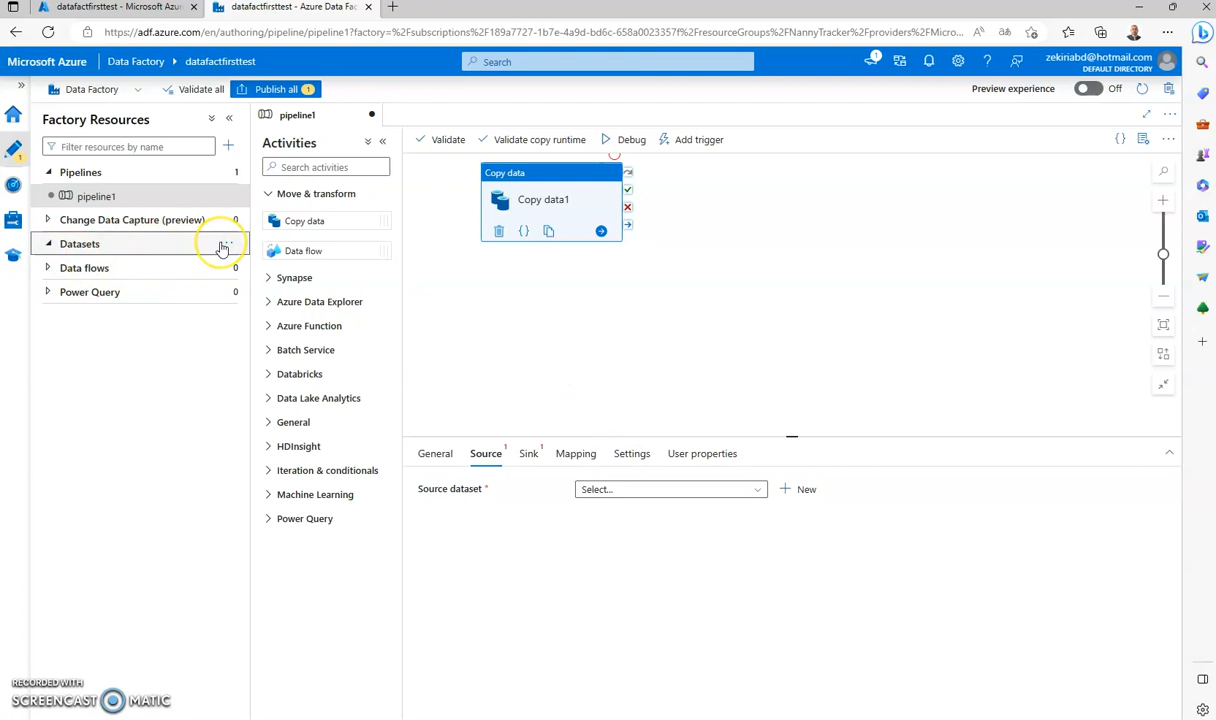 datafactfirsttest - Microsoft Azu
datafactfirsttest - Azure Data Fac
https://adf.azure.com/en/authoring/pipeline/pipeline1?factory=%2Fsubscriptions%2F189a7727-1b7e-4a9d-bd6c-658a0023357f%2FresourceGroups%2FNannyTracker%2Fproviders%2FMicro...
Microsoft Azure
Data Factory
datafactfirsttest
Search
1
zekiriabd@hotmail.com
DEFAULT DIRECTORY
Data Factory
Validate all
Publish all 1
Preview experience
Off
Factory Resources
Filter resources by name
Pipelines 1
pipeline1
Change Data Capture (preview) 0
Datasets
Data flows 0
Power Query 0
1
pipeline1
Activities
Search activities
Move & transform
Copy data
Data flow
Synapse
Azure Data Explorer
Azure Function
Batch Service
Databricks
Data Lake Analytics
General
HDInsight
Iteration & conditionals
Machine Learning
Power Query
Validate
Validate copy runtime
Debug
Add trigger
Copy data
Copy data1
General
Source 1
Sink 1
Mapping
Settings
User properties
Source dataset *
Select...
New
RECORDED WITH
SCREENCAST MATIC